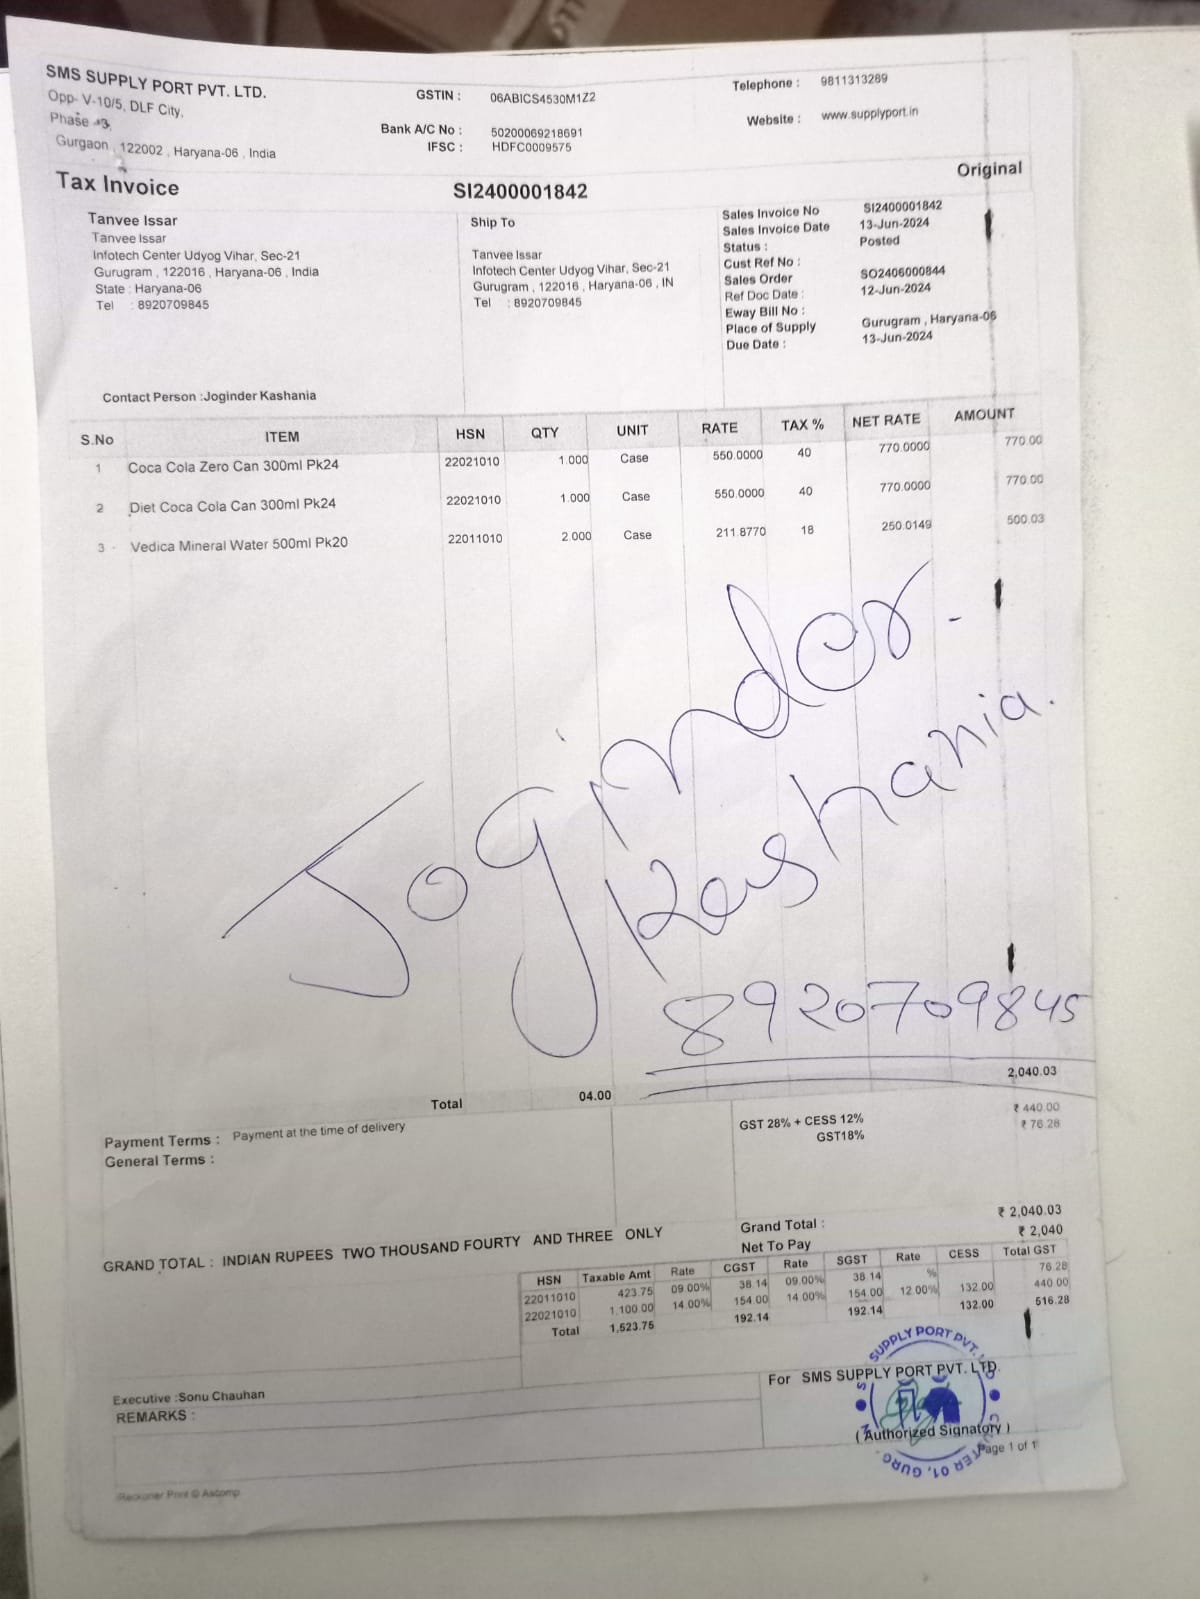 SMS SUPPLY PORT PVT. LTD.
Opp- V-10/5, DLF City,
Phase -3,
Gurgaon , 122002 , Haryana-06 , India
GSTIN : 06ABICS4530M1Z2
Bank A/C No : 50200069218691
IFSC : HDFC0009575
Telephone : 9811313289
Website : www.supplyport.in
Original
Tax Invoice
SI2400001842
Tanvee Issar
Tanvee Issar
Infotech Center Udyog Vihar, Sec-21
Gurugram , 122016 , Haryana-06 , India
State : Haryana-06
Tel : 8920709845
Contact Person :Joginder Kashania
Ship To
Tanvee Issar
Infotech Center Udyog Vihar, Sec-21
Gurugram , 122016 , Haryana-06 , IN
Tel : 8920709845
Sales Invoice No SI2400001842
Sales Invoice Date 13-Jun-2024
Status : Posted
Cust Ref No :
Sales Order SO2406000844
Ref Doc Date : 12-Jun-2024
Eway Bill No :
Place of Supply Gurugram , Haryana-06
Due Date : 13-Jun-2024
S.No ITEM HSN QTY UNIT RATE TAX % NET RATE AMOUNT
1 Coca Cola Zero Can 300ml Pk24 22021010 1.000 Case 550.0000 40 770.0000 770.00
2 Diet Coca Cola Can 300ml Pk24 22021010 1.000 Case 550.0000 40 770.0000 770.00
3 Vedica Mineral Water 500ml Pk20 22011010 2.000 Case 211.8770 18 250.0149 500.03
Joginder
Kashania.
8920709845
Total 04.00 2,040.03
Payment Terms : Payment at the time of delivery
General Terms :
GST 28% + CESS 12% ₹ 440.00
GST18% ₹ 76.28
Grand Total : ₹ 2,040.03
Net To Pay ₹ 2,040
GRAND TOTAL : INDIAN RUPEES TWO THOUSAND FOURTY AND THREE ONLY
HSN Taxable Amt Rate CGST Rate SGST Rate CESS Total GST
22011010 423.75 09.00% 38.14 09.00% 38.14 % 76.28
22021010 1,100.00 14.00% 154.00 14.00% 154.00 12.00% 132.00 440.00
Total 1,523.75 192.14 192.14 132.00 516.28
Executive :Sonu Chauhan
REMARKS :
For SMS SUPPLY PORT PVT. LTD.
SUPPLY PORT PVT.
( Authorized Signatory )
Page 1 of 1
iReckoner Print @ Ascomp